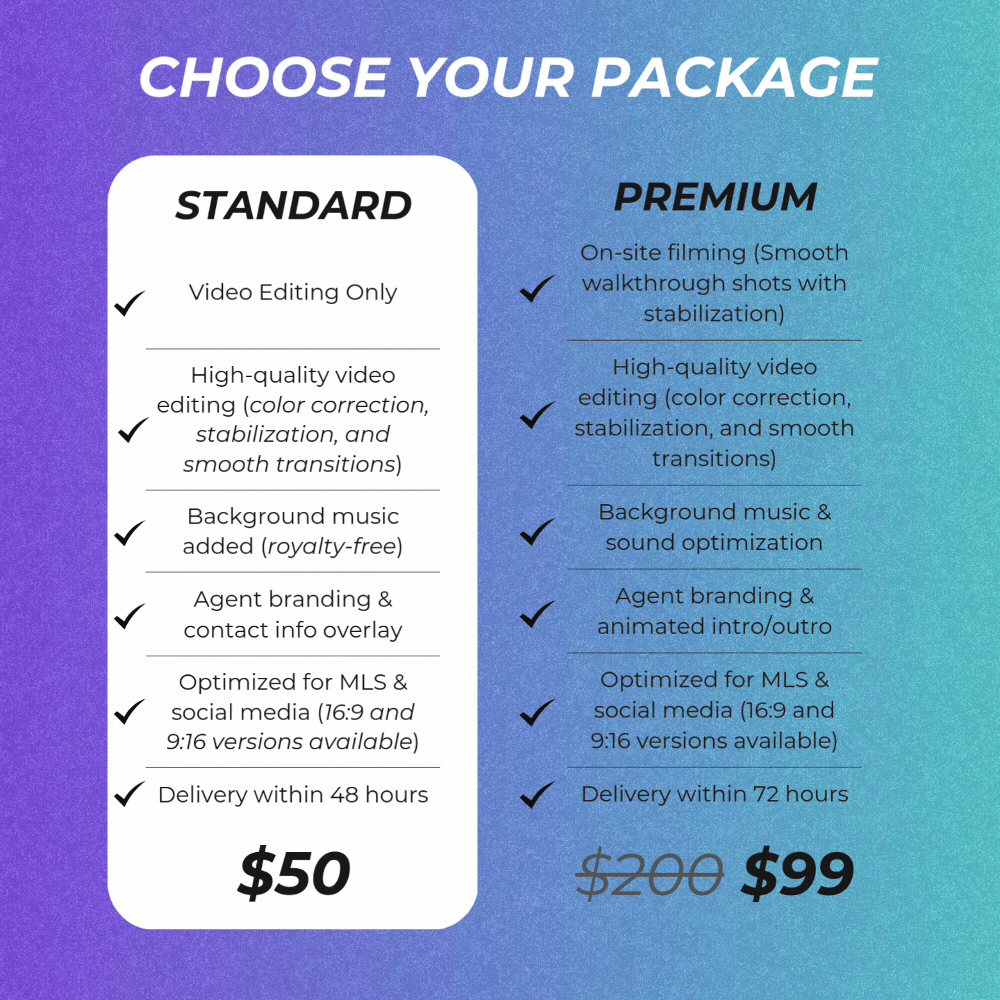 CHOOSE YOUR PACKAGE
STANDARD
Video Editing Only
High-quality video
editing (color correction,
stabilization, and
smooth transitions)
Background music
added (royalty-free)
Agent branding &
contact info overlay
Optimized for MLS &
social media (16:9 and
9:16 versions available)
Delivery within 48 hours
$50
PREMIUM
On-site filming (Smooth
walkthrough shots with
stabilization)
High-quality video
editing (color correction,
stabilization, and smooth
transitions)
Background music &
sound optimization
Agent branding &
animated intro/outro
Optimized for MLS &
social media (16:9 and
9:16 versions available)
Delivery within 72 hours
$200 $99